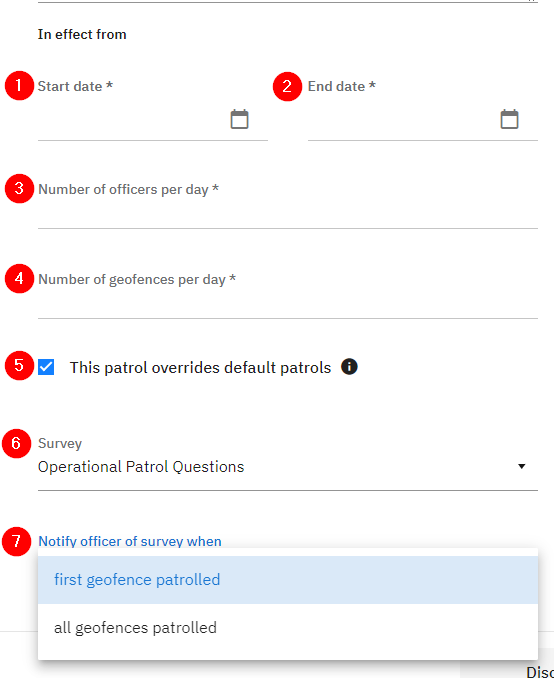 In effect from
1 Start date * 2 End date *
3 Number of officers per day *
4 Number of geofences per day *
5 This patrol overrides default patrols i
6 Survey
Operational Patrol Questions
7 Notify officer of survey when
first geofence patrolled
all geofences patrolled
Disc